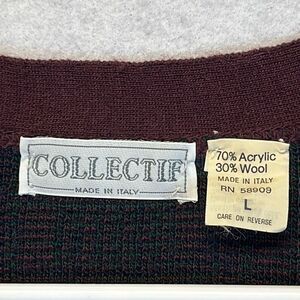 COLLECTIF
MADE IN ITALY
70% Acrylic
30% Wool
MADE IN ITALY
RN 58909
L
CARE ON REVERSE